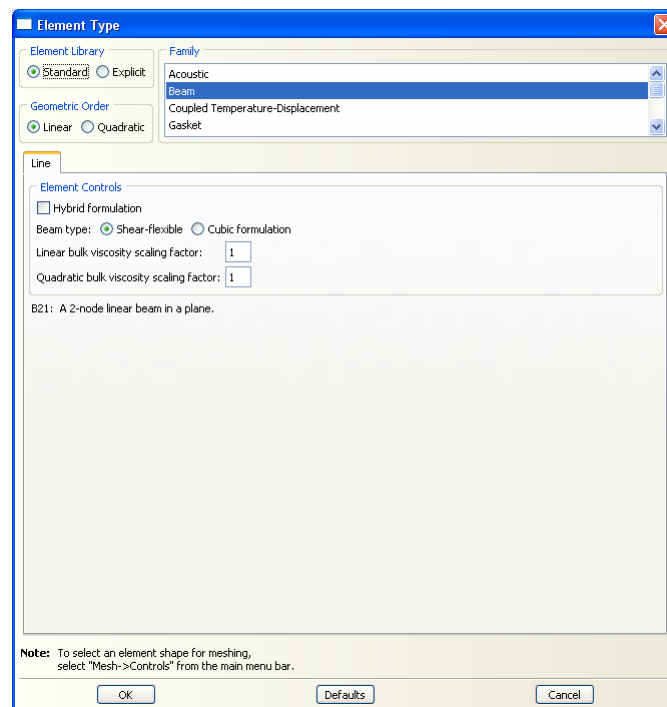 Element Type
Element Library
Standard Explicit
Geometric Order
Linear Quadratic
Family
Acoustic
Beam
Coupled Temperature-Displacement
Gasket
Line
Element Controls
Hybrid formulation
Beam type: Shear-flexible Cubic formulation
Linear bulk viscosity scaling factor: 1
Quadratic bulk viscosity scaling factor: 1
B21: A 2-node linear beam in a plane.
Note: To select an element shape for meshing,
select "Mesh->Controls" from the main menu bar.
OK Defaults Cancel